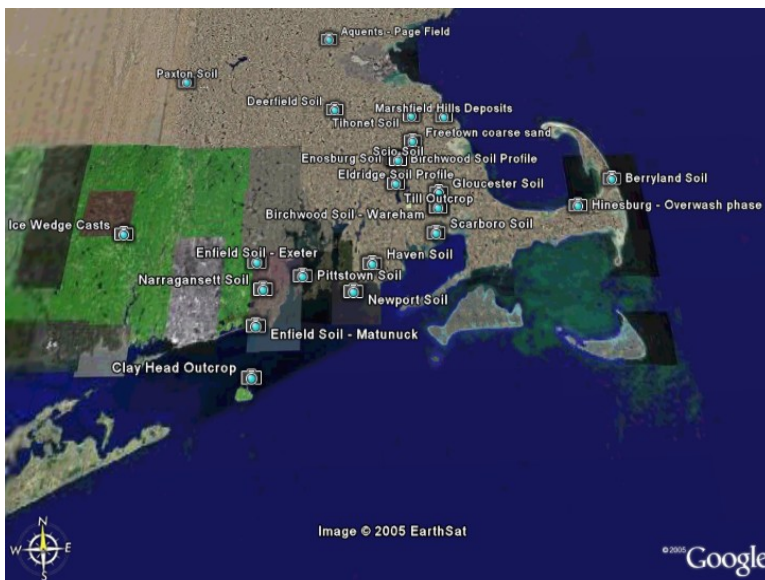 Aquents - Page Field
Paxton Soil
Deerfield Soil
Marshfield Hills Deposits
Tihonet Soil
Freetown coarse sand
Scio Soil
Enosburg Soil
Birchwood Soil Profile
Eldridge Soil Profile
Gloucester Soil
Berryland Soil
Till Outcrop
Birchwood Soil - Wareham
Hinesburg - Overwash phase
Ice Wedge Casts
Scarboro Soil
Enfield Soil - Exeter
Haven Soil
Narragansett Soil
Pittstown Soil
Newport Soil
Enfield Soil - Matunuck
Clay Head Outcrop
N
W E
S
Image © 2005 EarthSat
© 2005 Google